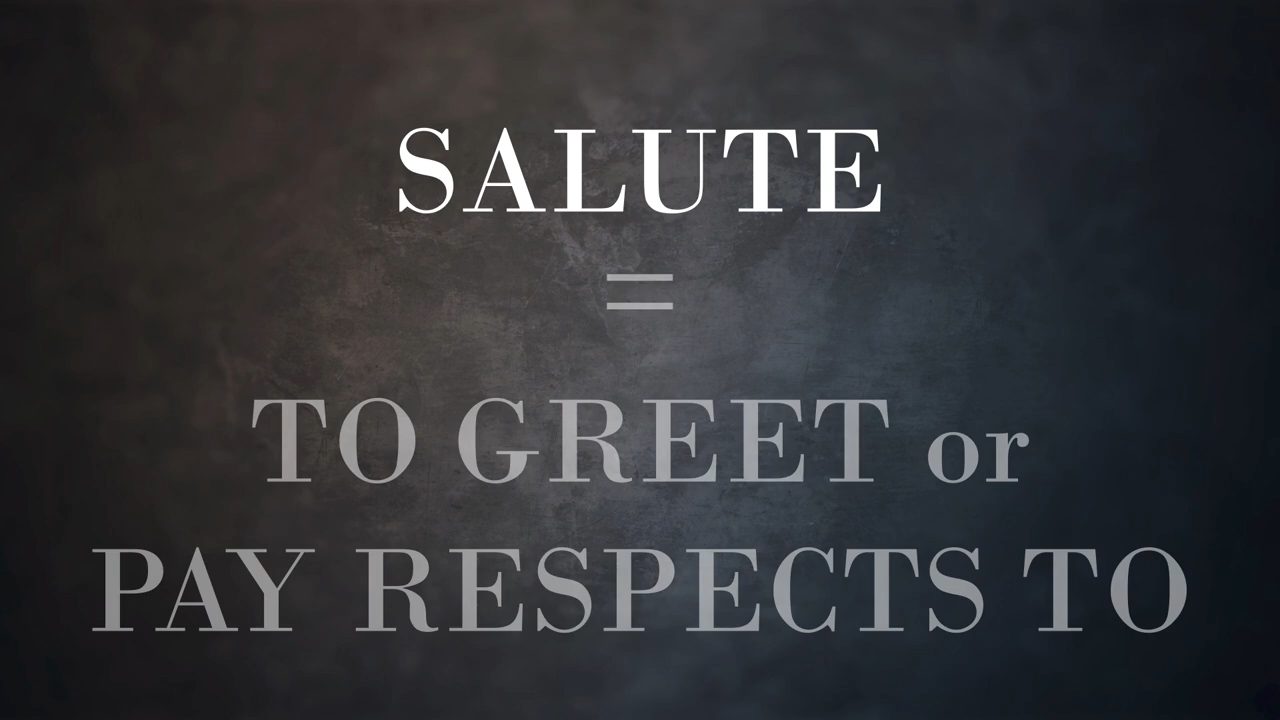 SALUTE
=
TO GREET or
PAY RESPECTS TO